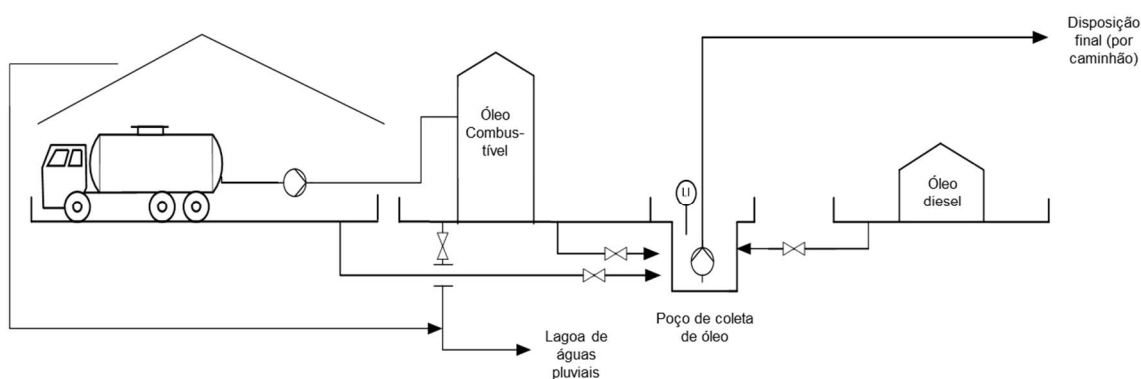 Disposição
final (por
caminhão)
Óleo
Combus-
tível
LI
Óleo
diesel
Poço de coleta
de óleo
Lagoa de
águas
pluviais